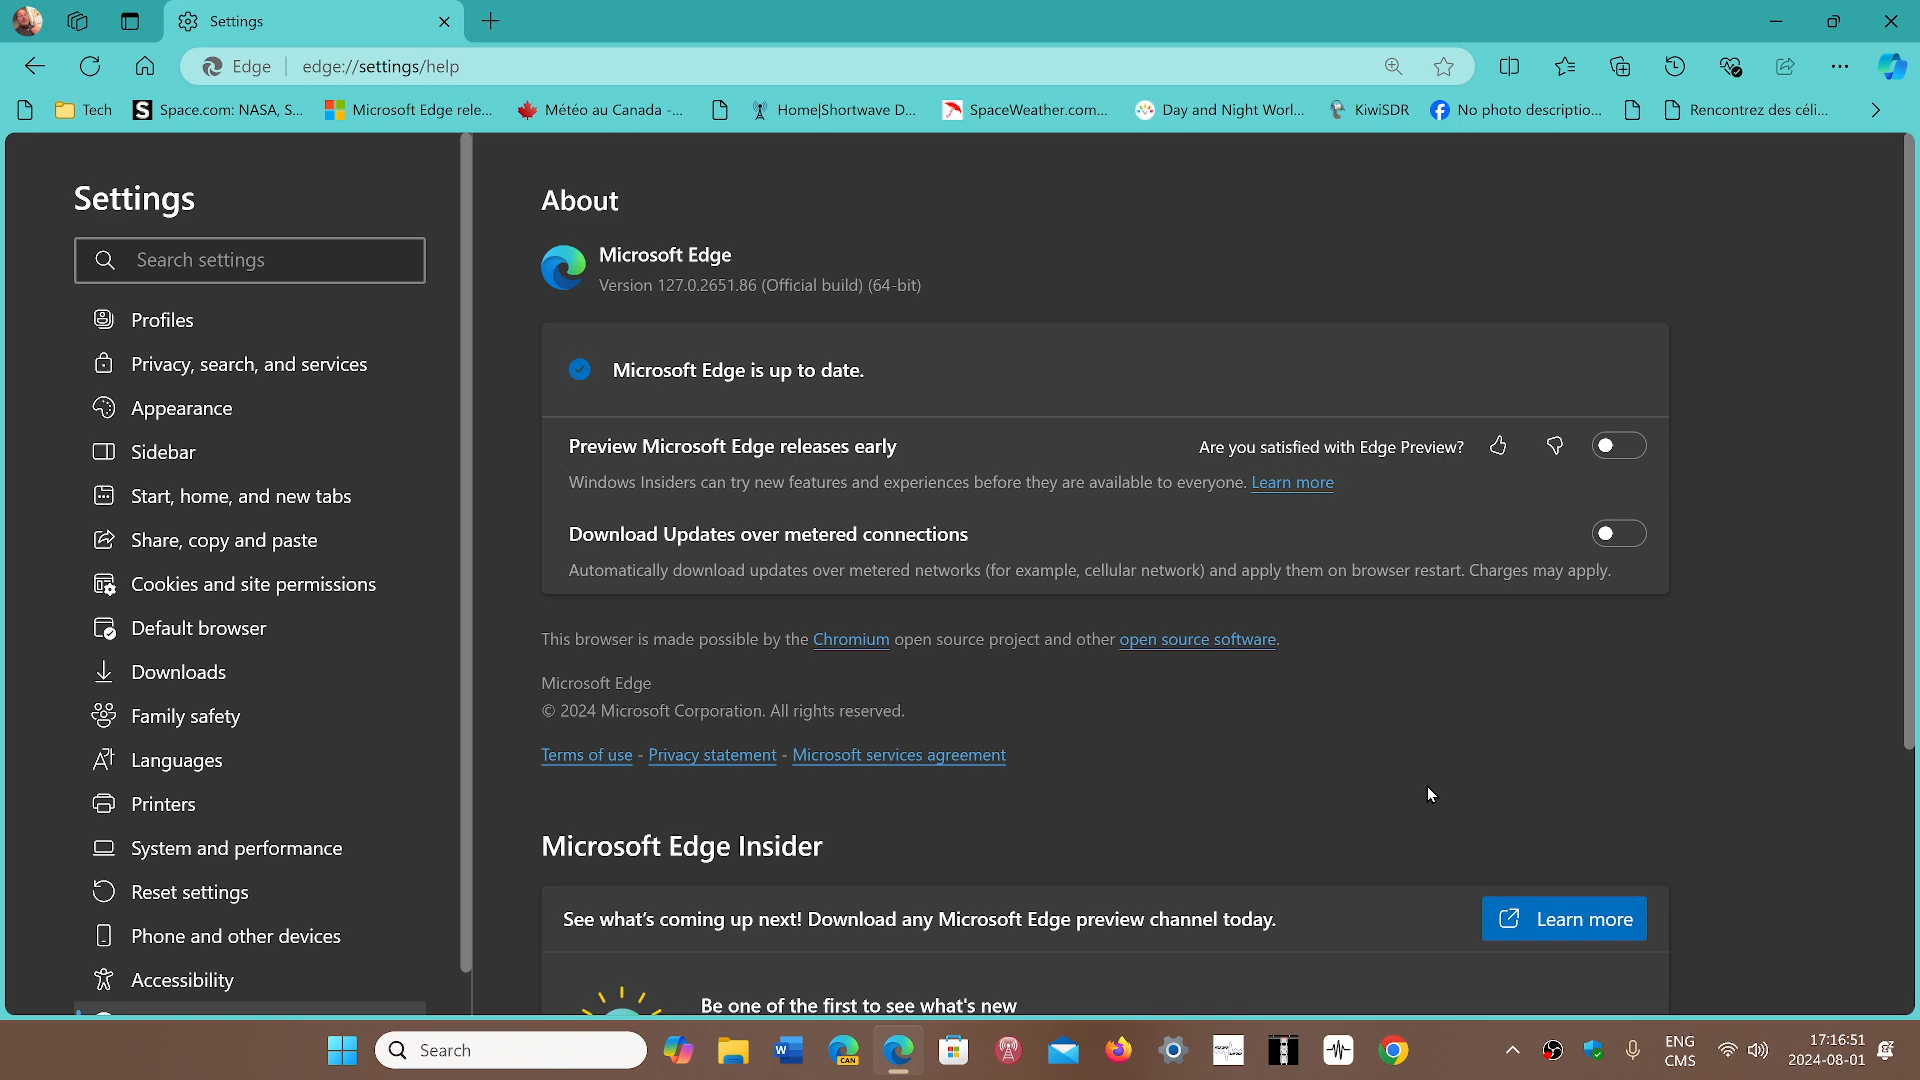 Settings
Edge
edge://settings/help
Tech
Space.com: NASA, S...
Microsoft Edge rele...
Météo au Canada -...
Home|Shortwave D...
SpaceWeather.com...
Day and Night Worl...
KiwiSDR
No photo descriptio...
Rencontrez des céli...
Settings
Search settings
Profiles
Privacy, search, and services
Appearance
Sidebar
Start, home, and new tabs
Share, copy and paste
Cookies and site permissions
Default browser
Downloads
Family safety
Languages
Printers
System and performance
Reset settings
Phone and other devices
Accessibility
About
Microsoft Edge
Version 127.0.2651.86 (Official build) (64-bit)
Microsoft Edge is up to date.
Preview Microsoft Edge releases early
Are you satisfied with Edge Preview?
Windows Insiders can try new features and experiences before they are available to everyone. Learn more
Download Updates over metered connections
Automatically download updates over metered networks (for example, cellular network) and apply them on browser restart. Charges may apply.
This browser is made possible by the Chromium open source project and other open source software.
Microsoft Edge
© 2024 Microsoft Corporation. All rights reserved.
Terms of use - Privacy statement - Microsoft services agreement
Microsoft Edge Insider
See what's coming up next! Download any Microsoft Edge preview channel today.
Learn more
Be one of the first to see what's new
Search
W
CAN
ENG
CMS
17:16:51
2024-08-01